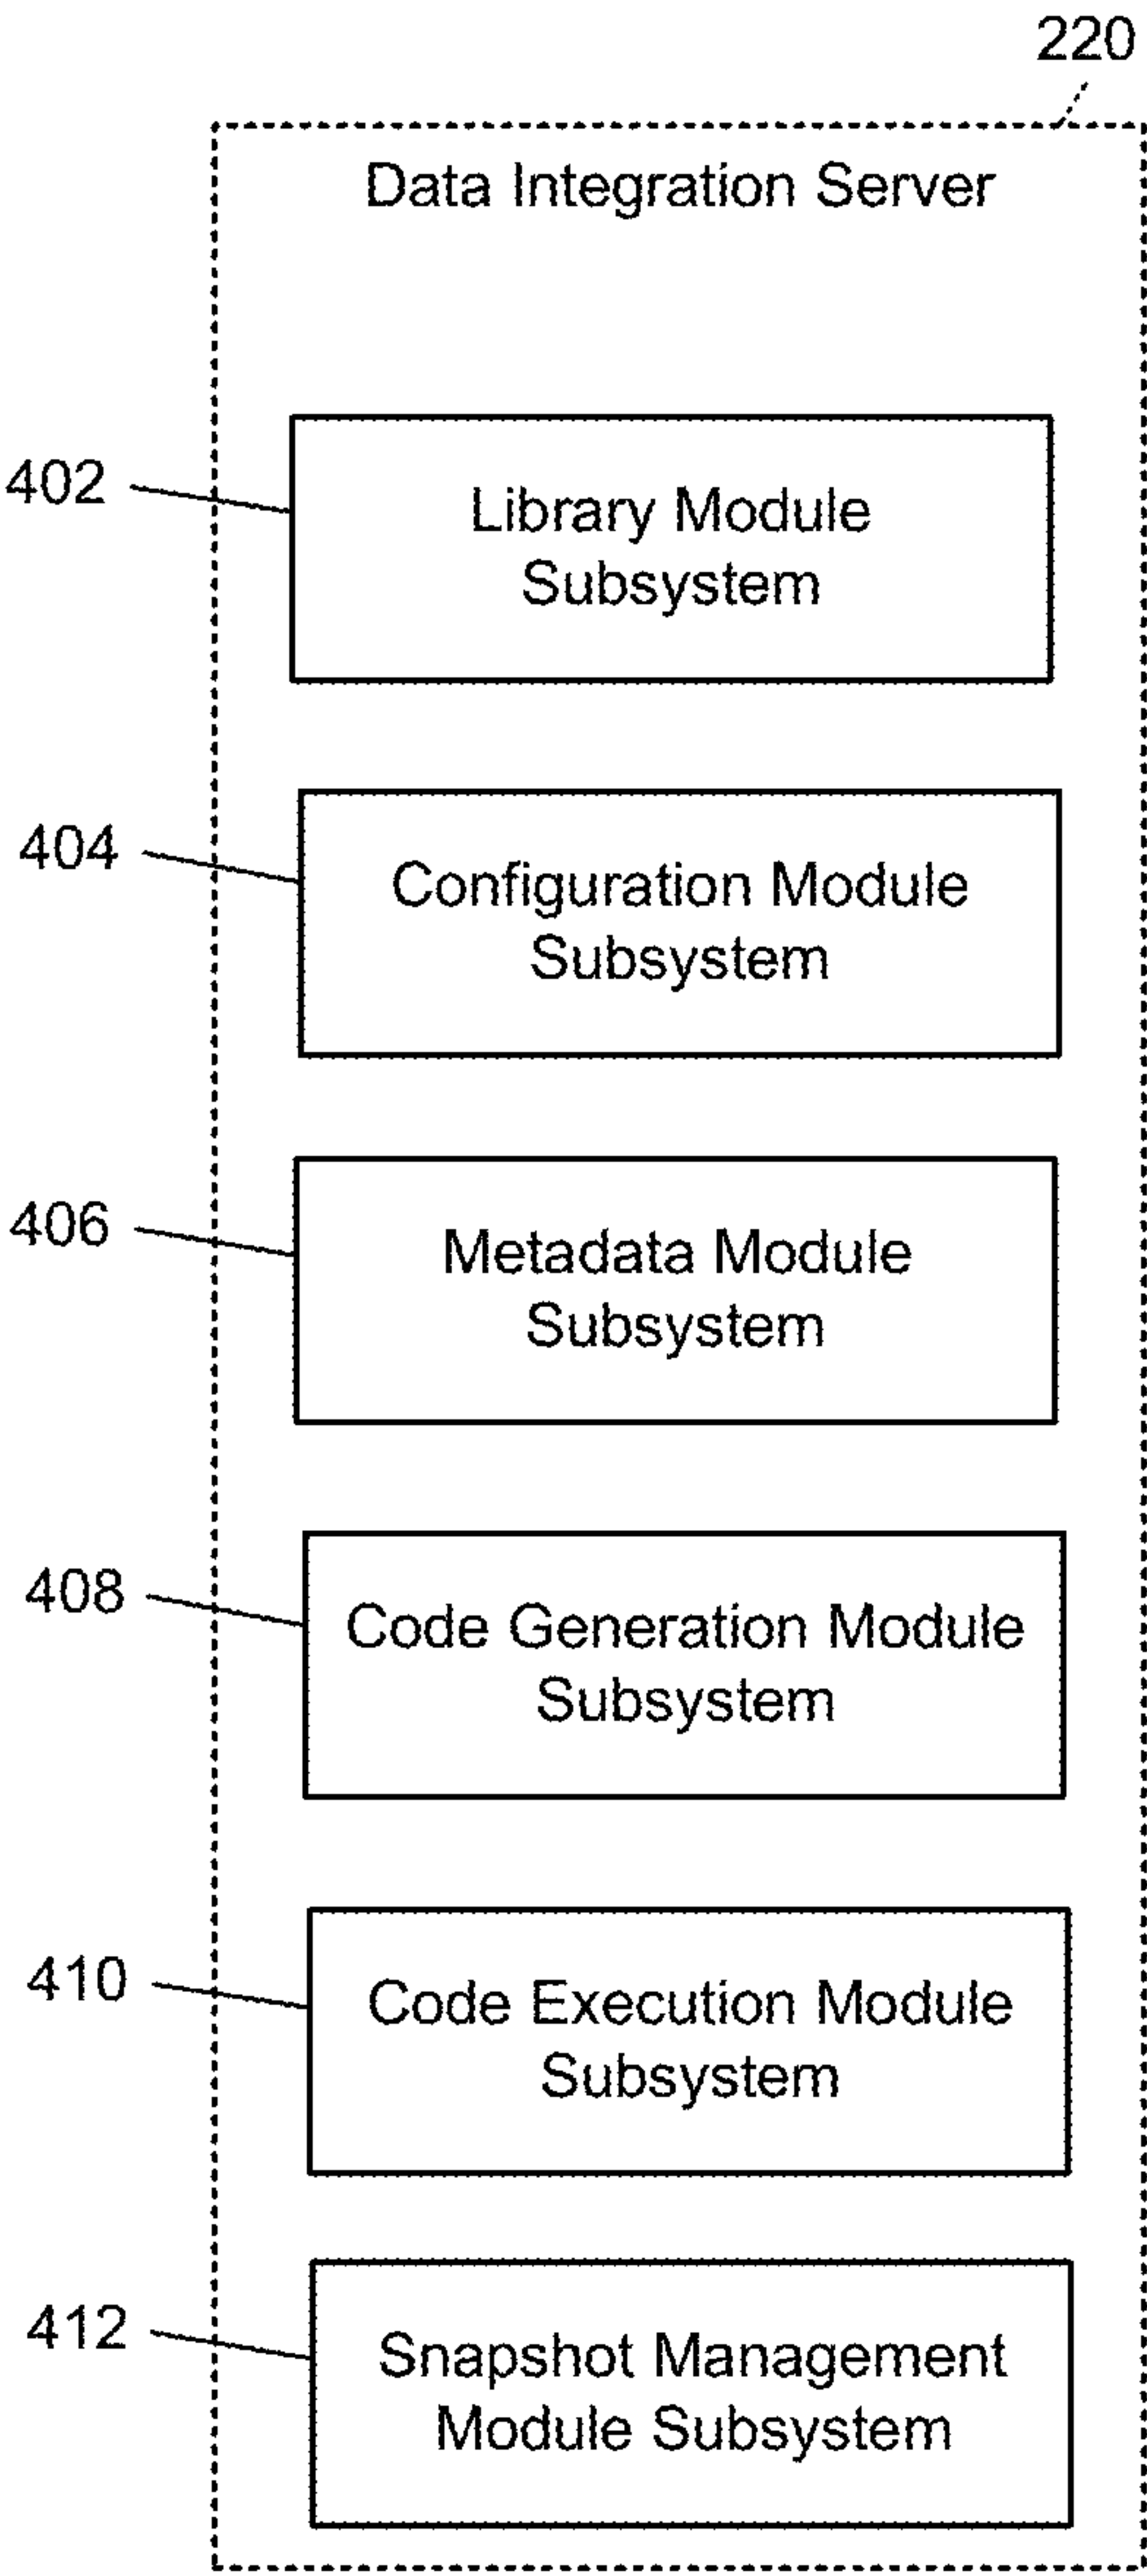 220
Data Integration Server
402
Library Module
Subsystem
404
Configuration Module
Subsystem
406
Metadata Module
Subsystem
408
Code Generation Module
Subsystem
410
Code Execution Module
Subsystem
412
Snapshot Management
Module Subsystem